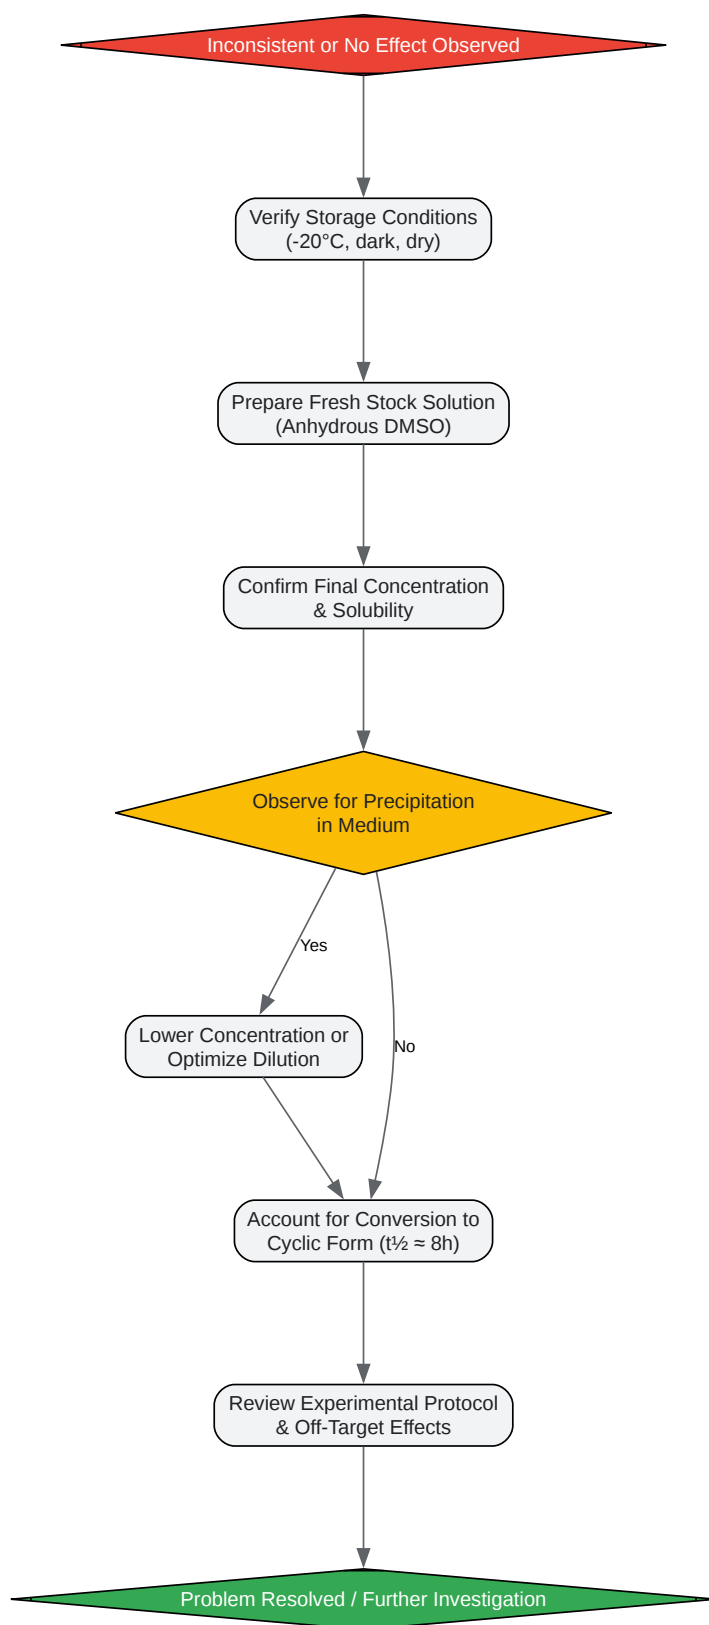 Inconsistent or No Effect Observed
Verify Storage Conditions
(-20°C, dark, dry)
Prepare Fresh Stock Solution
(Anhydrous DMSO)
Confirm Final Concentration
& Solubility
Observe for Precipitation
in Medium
Yes
Lower Concentration or
Optimize Dilution
No
Account for Conversion to
Cyclic Form (t½ ≈ 8h)
Review Experimental Protocol
& Off-Target Effects
Problem Resolved / Further Investigation